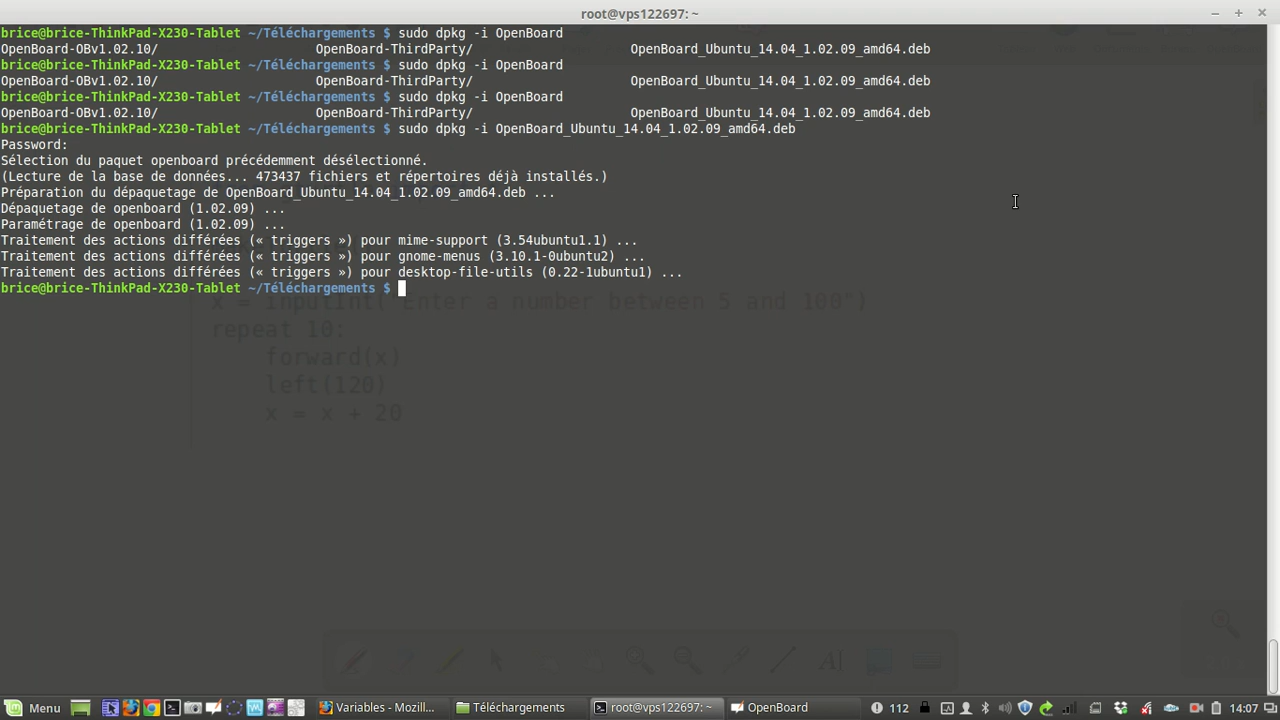 root@vps122697: ~
brice@brice-ThinkPad-X230-Tablet ~/Téléchargements $ sudo dpkg -i OpenBoard
OpenBoard-OBv1.02.10/ OpenBoard-ThirdParty/ OpenBoard_Ubuntu_14.04_1.02.09_amd64.deb
brice@brice-ThinkPad-X230-Tablet ~/Téléchargements $ sudo dpkg -i OpenBoard
OpenBoard-OBv1.02.10/ OpenBoard-ThirdParty/ OpenBoard_Ubuntu_14.04_1.02.09_amd64.deb
brice@brice-ThinkPad-X230-Tablet ~/Téléchargements $ sudo dpkg -i OpenBoard
OpenBoard-OBv1.02.10/ OpenBoard-ThirdParty/ OpenBoard_Ubuntu_14.04_1.02.09_amd64.deb
brice@brice-ThinkPad-X230-Tablet ~/Téléchargements $ sudo dpkg -i OpenBoard_Ubuntu_14.04_1.02.09_amd64.deb
Password:
Sélection du paquet openboard précédemment désélectionné.
(Lecture de la base de données... 473437 fichiers et répertoires déjà installés.)
Préparation du dépaquetage de OpenBoard_Ubuntu_14.04_1.02.09_amd64.deb ...
Dépaquetage de openboard (1.02.09) ...
Paramétrage de openboard (1.02.09) ...
Traitement des actions différées (« triggers ») pour mime-support (3.54ubuntu1.1) ...
Traitement des actions différées (« triggers ») pour gnome-menus (3.10.1-0ubuntu2) ...
Traitement des actions différées (« triggers ») pour desktop-file-utils (0.22-1ubuntu1) ...
brice@brice-ThinkPad-X230-Tablet ~/Téléchargements $
x = inputInt("Enter a number between 5 and 100")
repeat 10:
forward(x)
left(120)
x = x + 20
Menu Variables - Mozill... Téléchargements root@vps122697: ~ OpenBoard 112 14:07